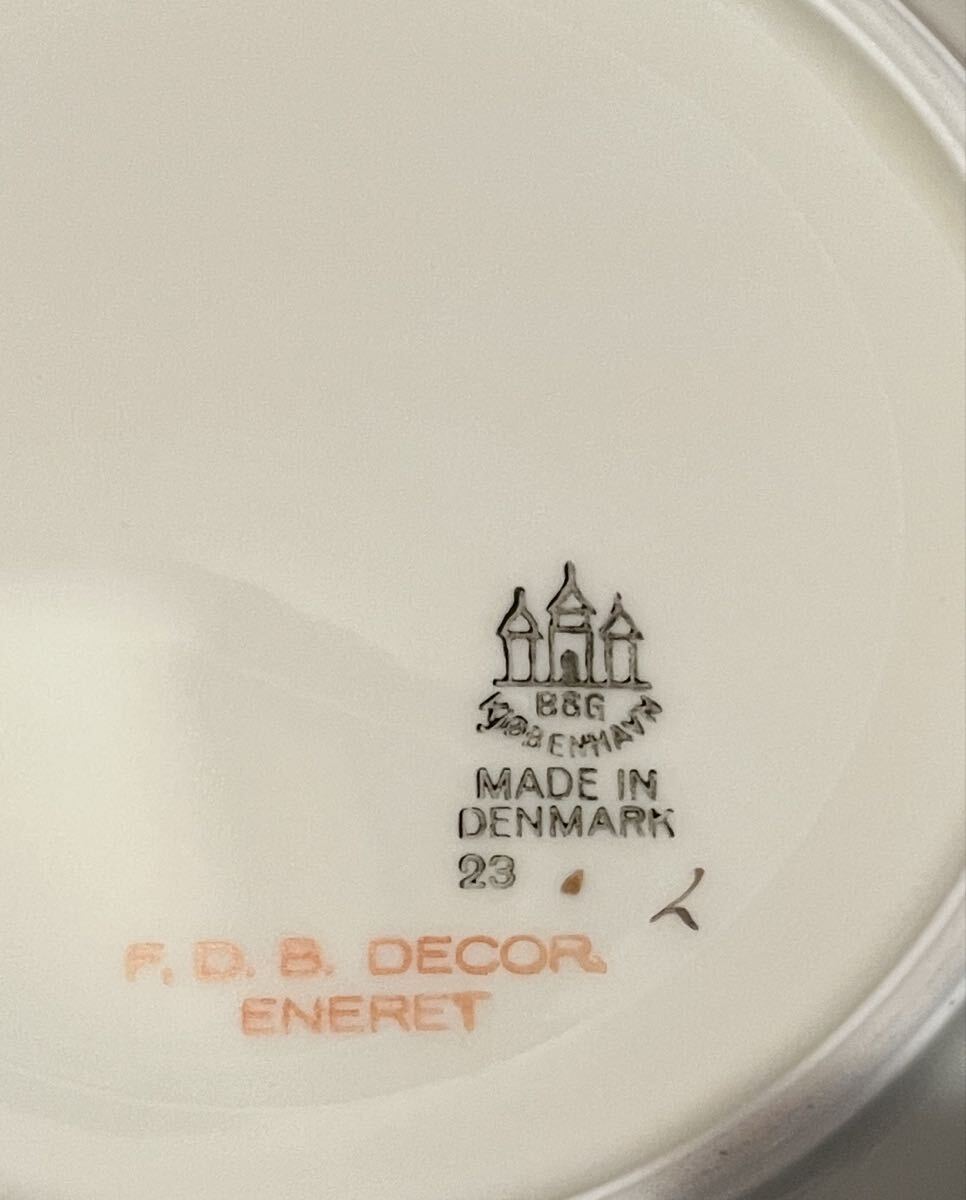 B&G
KJØBENHAVN
MADE IN
DENMARK
23
F. D. B. DECOR.
ENERET